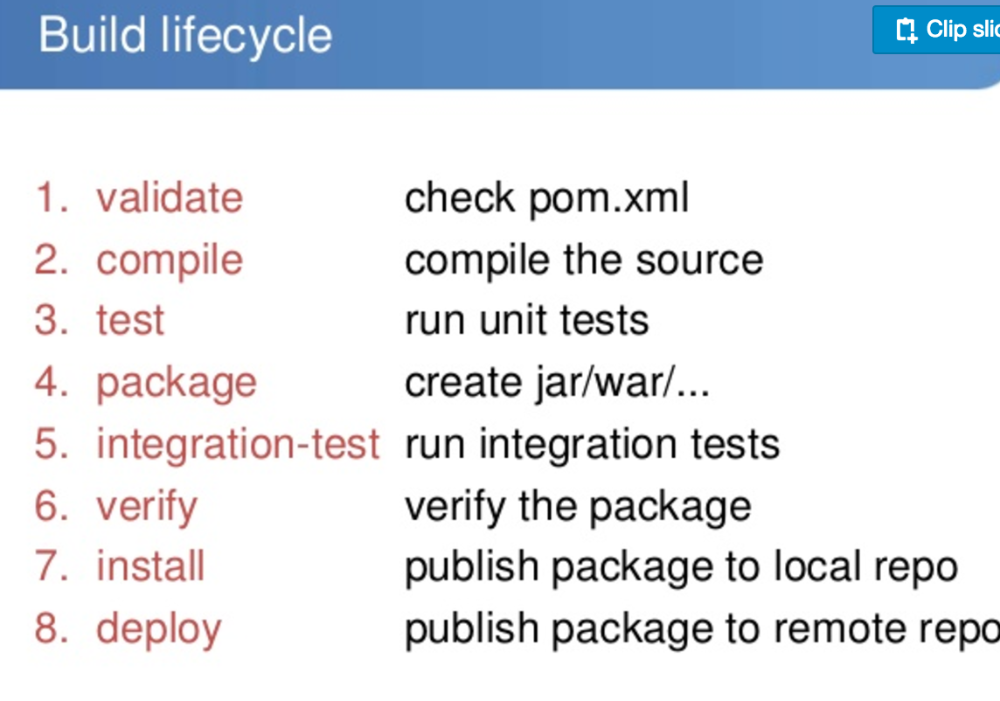 Build lifecycle
Clip
1. validate check pom.xml
2. compile compile the source
3. test run unit tests
4. package create jar/war/...
5. integration-test run integration tests
6. verify verify the package
7. install publish package to local repo
8. deploy publish package to remote repo